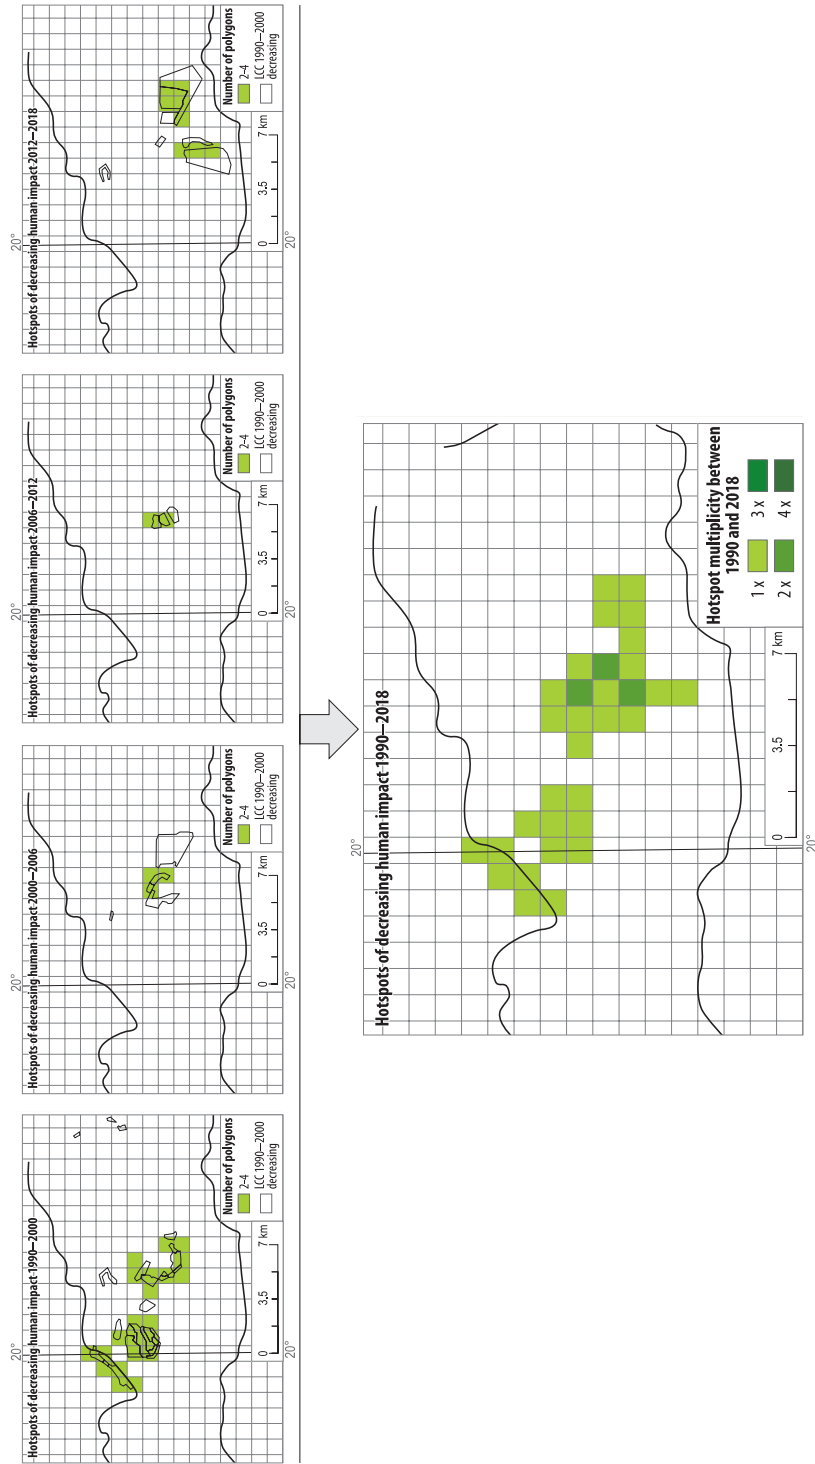 Hotspots of decreasing human impact 1990–2000
20°
20°
0 3.5 7 km
Number of polygons
2-4
LCC 1990–2000
decreasing
Hotspots of decreasing human impact 2000–2006
20°
20°
0 3.5 7 km
Number of polygons
2-4
LCC 1990–2000
decreasing
Hotspots of decreasing human impact 2006–2012
20°
20°
0 3.5 7 km
Number of polygons
2-4
LCC 1990–2000
decreasing
Hotspots of decreasing human impact 2012–2018
20°
20°
0 3.5 7 km
Number of polygons
2-4
LCC 1990–2000
decreasing
Hotspots of decreasing human impact 1990–2018
20°
20°
0 3.5 7 km
Hotspot multiplicity between
1990 and 2018
1 x 3 x
2 x 4 x